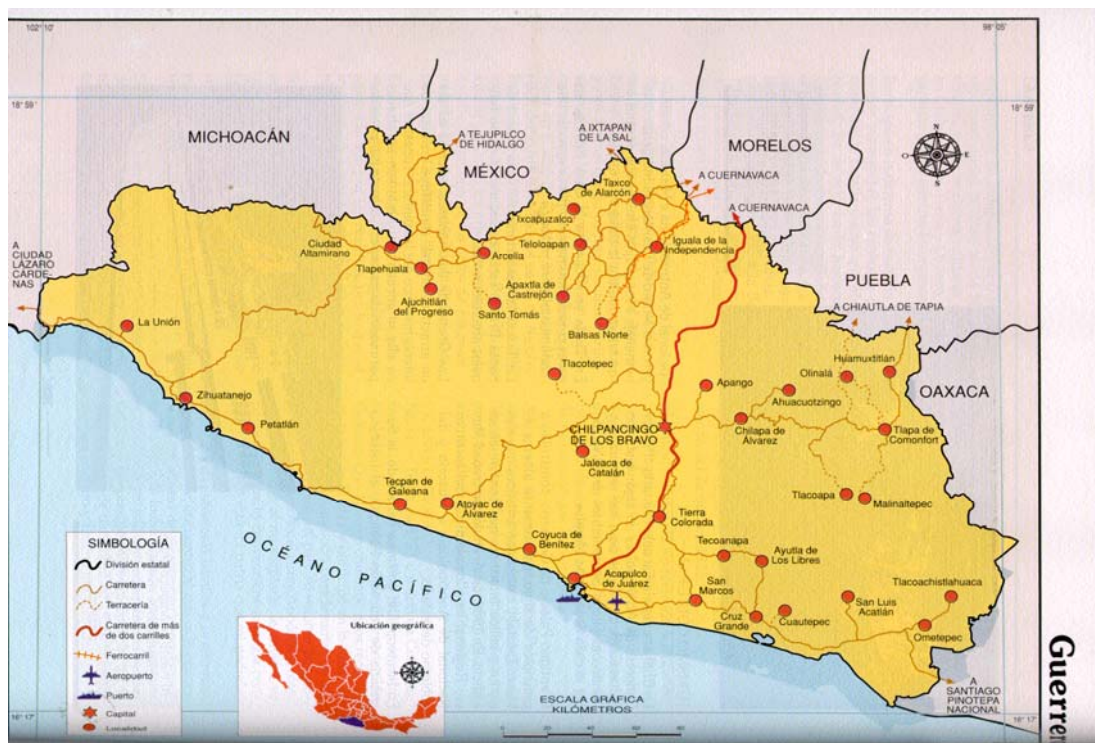 102° 10'
98° 05'
18° 59'
18° 59'
MICHOACÁN
A TEJUPILCO
DE HIDALGO
MÉXICO
A IXTAPAN
DE LA SAL
MORELOS
A CUERNAVACA
A CUERNAVACA
N
O
E
S
Taxco
de Alarcón
Ixcapuzalco
A
CIUDAD
LÁZARO
CÁRDE-
NAS
Ciudad
Altamirano
Arcelia
Teloloapan
Iguala de la
Independencia
Tlapehuala
Ajuchitlán
del Progreso
Santo Tomás
Apaxtla de
Castrejón
Balsas Norte
PUEBLA
A CHIAUTLA DE TAPIA
La Unión
Zihuatanejo
Petatlán
Tlacotepec
Apango
Huamuxtitlán
Olinalá
Ahuacuotzingo
OAXACA
CHILPANCINGO
DE LOS BRAVO
Chilapa de
Álvarez
Tlapa de
Comonfort
Jaleaca de
Catalán
Tecpan de
Galeana
Atoyac de
Álvarez
Tlacoapa
Malinaltepec
Tierra
Colorada
Coyuca de
Benítez
Tecoanapa
Ayutla de
Los Libres
Acapulco
de Juárez
San
Marcos
Cruz
Grande
Cuautepec
San Luis
Acatlán
Tlacoachistlahuaca
Ometepec
A
SANTIAGO
PINOTEPA
NACIONAL
OCÉANO PACÍFICO
SIMBOLOGÍA
División estatal
Carretera
Terracería
Carretera de más
de dos carriles
Ferrocarril
Aeropuerto
Puerto
Capital
Localidad
Ubicación geográfica
ESCALA GRÁFICA
KILÓMETROS
0 20 40 60 80
16° 17'
16° 17'
Guerrer